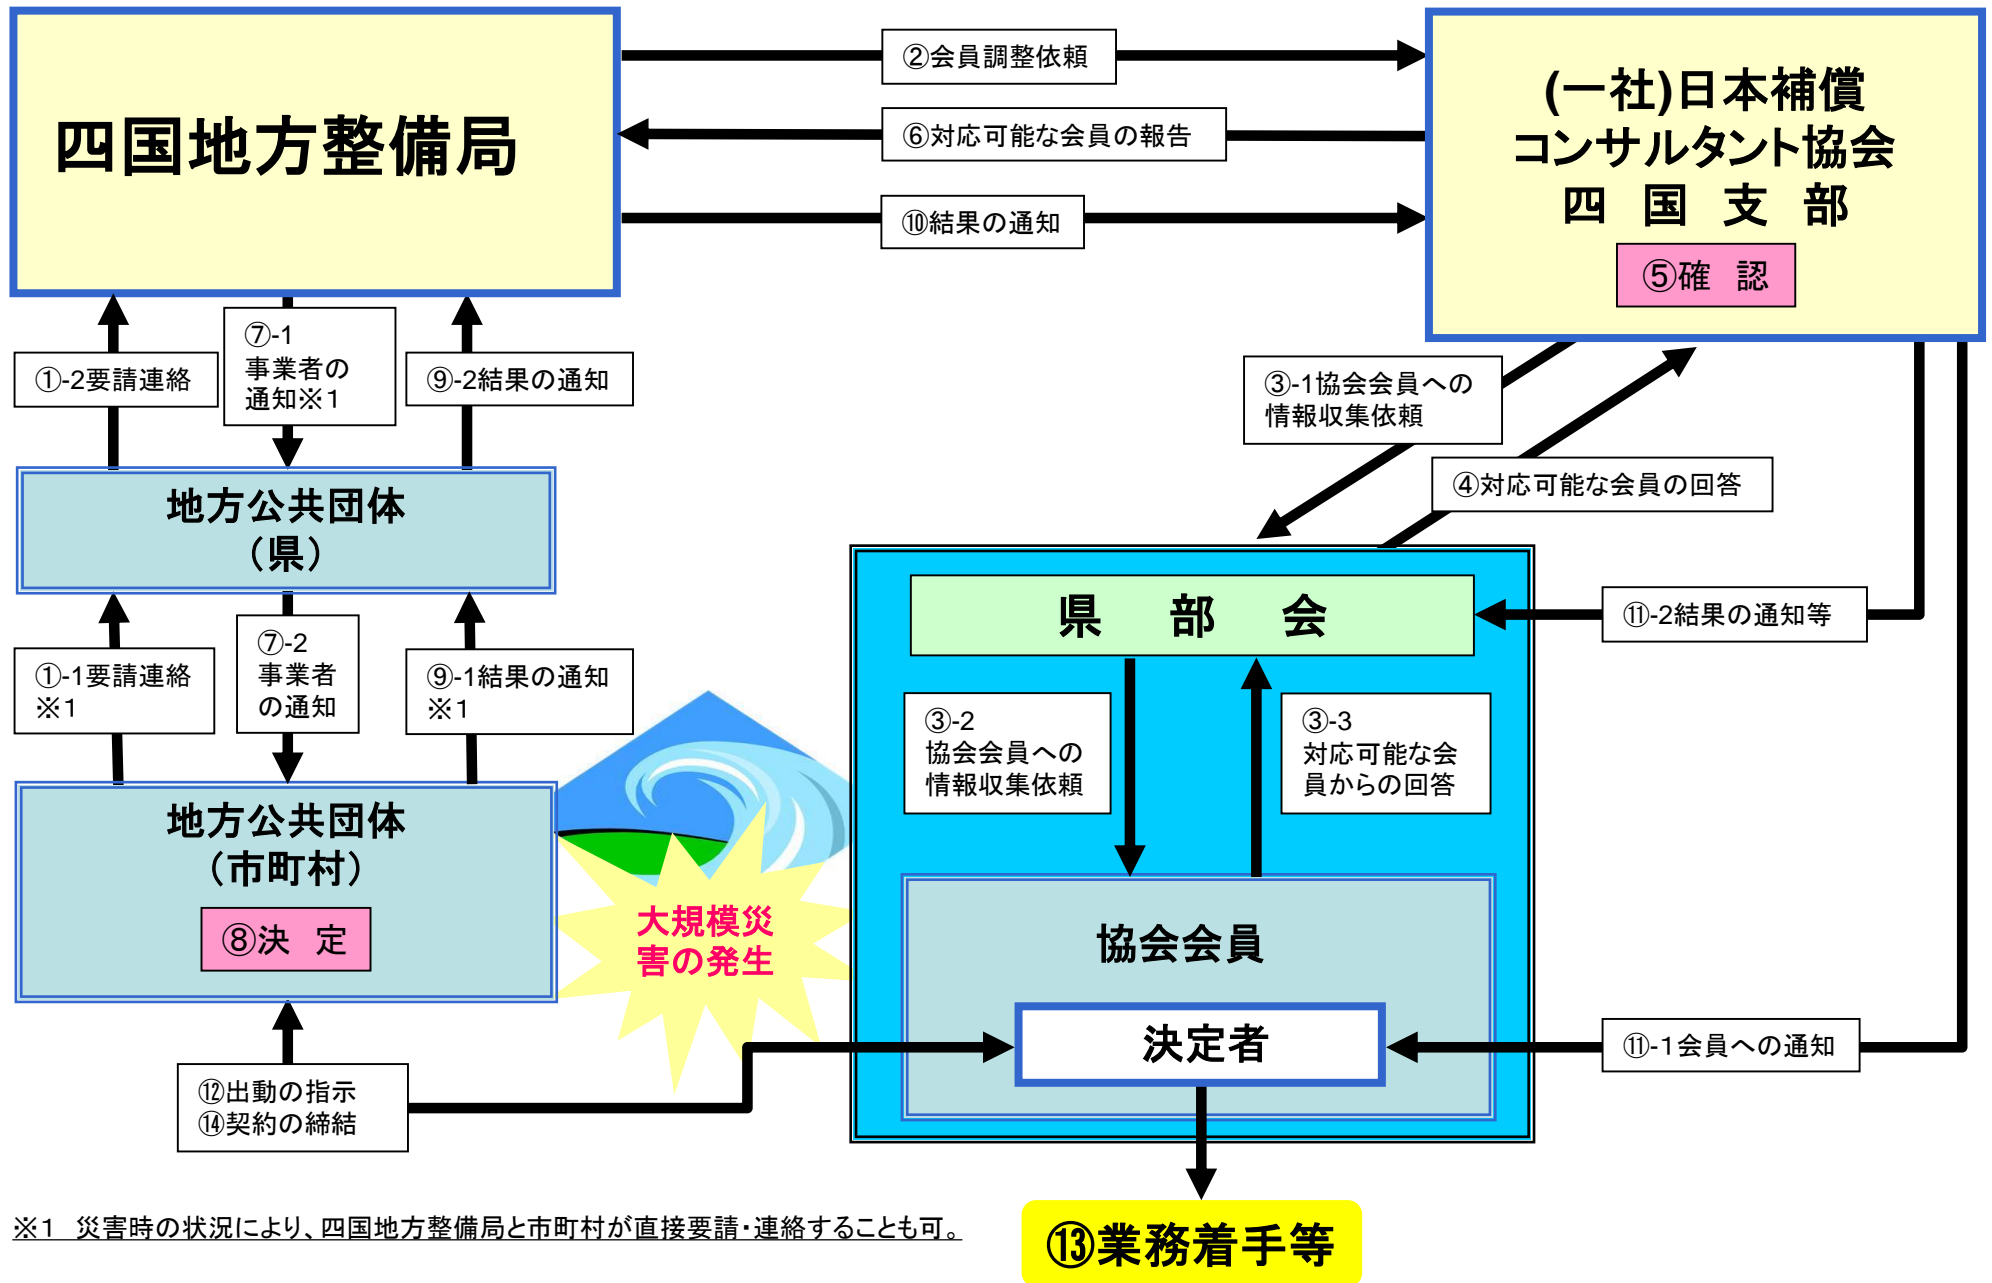 四国地方整備局
②会員調整依頼
⑥対応可能な会員の報告
⑩結果の通知
(一社)日本補償
コンサルタント協会
四　国　支　部
⑤確　認
①-2要請連絡
⑦-1
事業者の
通知※1
⑨-2結果の通知
③-1協会会員への
情報収集依頼
④対応可能な会員の回答
地方公共団体
（県）
県　部　会
⑪-2結果の通知等
①-1要請連絡
※1
⑦-2
事業者
の通知
⑨-1結果の通知
※1
③-2
協会会員への
情報収集依頼
③-3
対応可能な会
員からの回答
地方公共団体
（市町村）
⑧決　定
大規模災
害の発生
協会会員
決定者
⑪-1会員への通知
⑫出動の指示
⑭契約の締結
※1　災害時の状況により、四国地方整備局と市町村が直接要請・連絡することも可。
⑬業務着手等